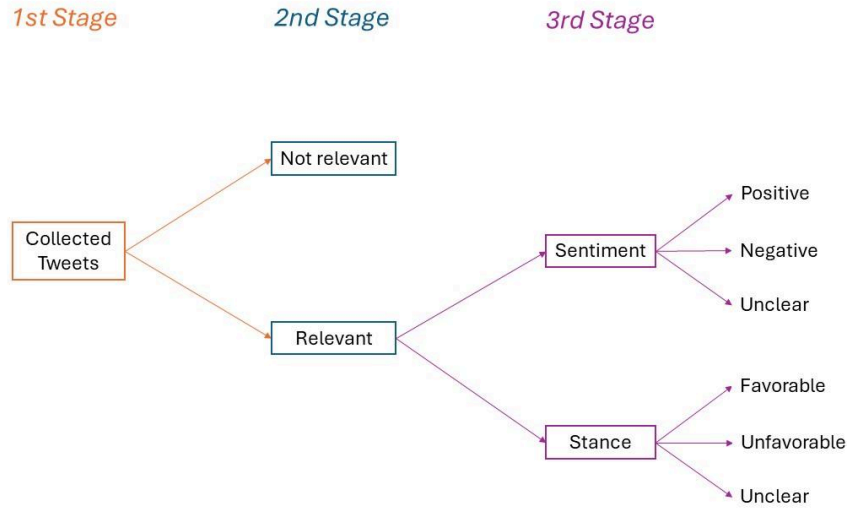 1st Stage
2nd Stage
3rd Stage
Not relevant
Collected
Tweets
Relevant
Sentiment
Positive
Negative
Unclear
Stance
Favorable
Unfavorable
Unclear